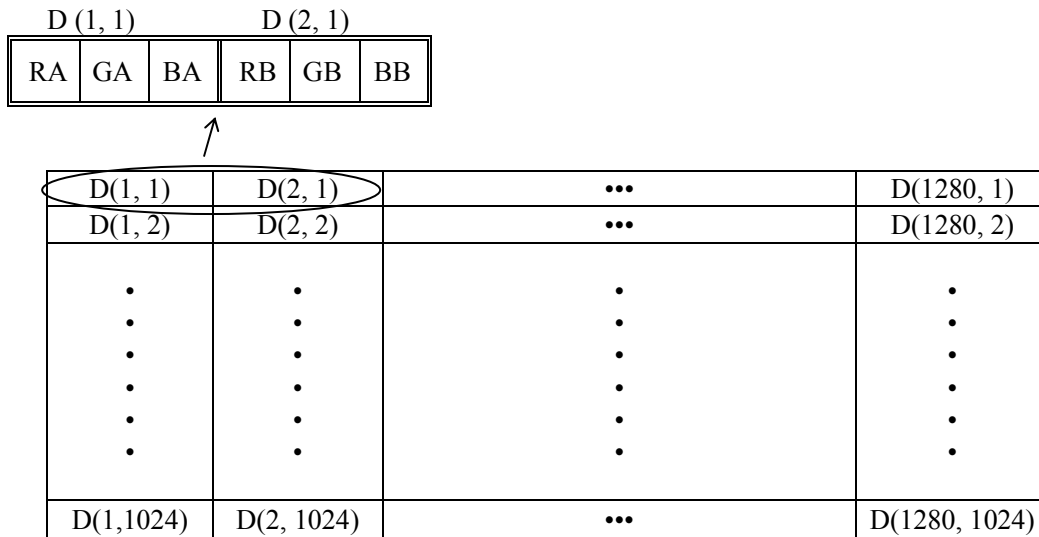 D (1, 1) D (2, 1)
RA GA BA RB GB BB
D(1, 1) D(2, 1) ••• D(1280, 1)
D(1, 2) D(2, 2) ••• D(1280, 2)
• • • •
• • • •
• • • •
• • • •
• • • •
• • • •
D(1,1024) D(2, 1024) ••• D(1280, 1024)